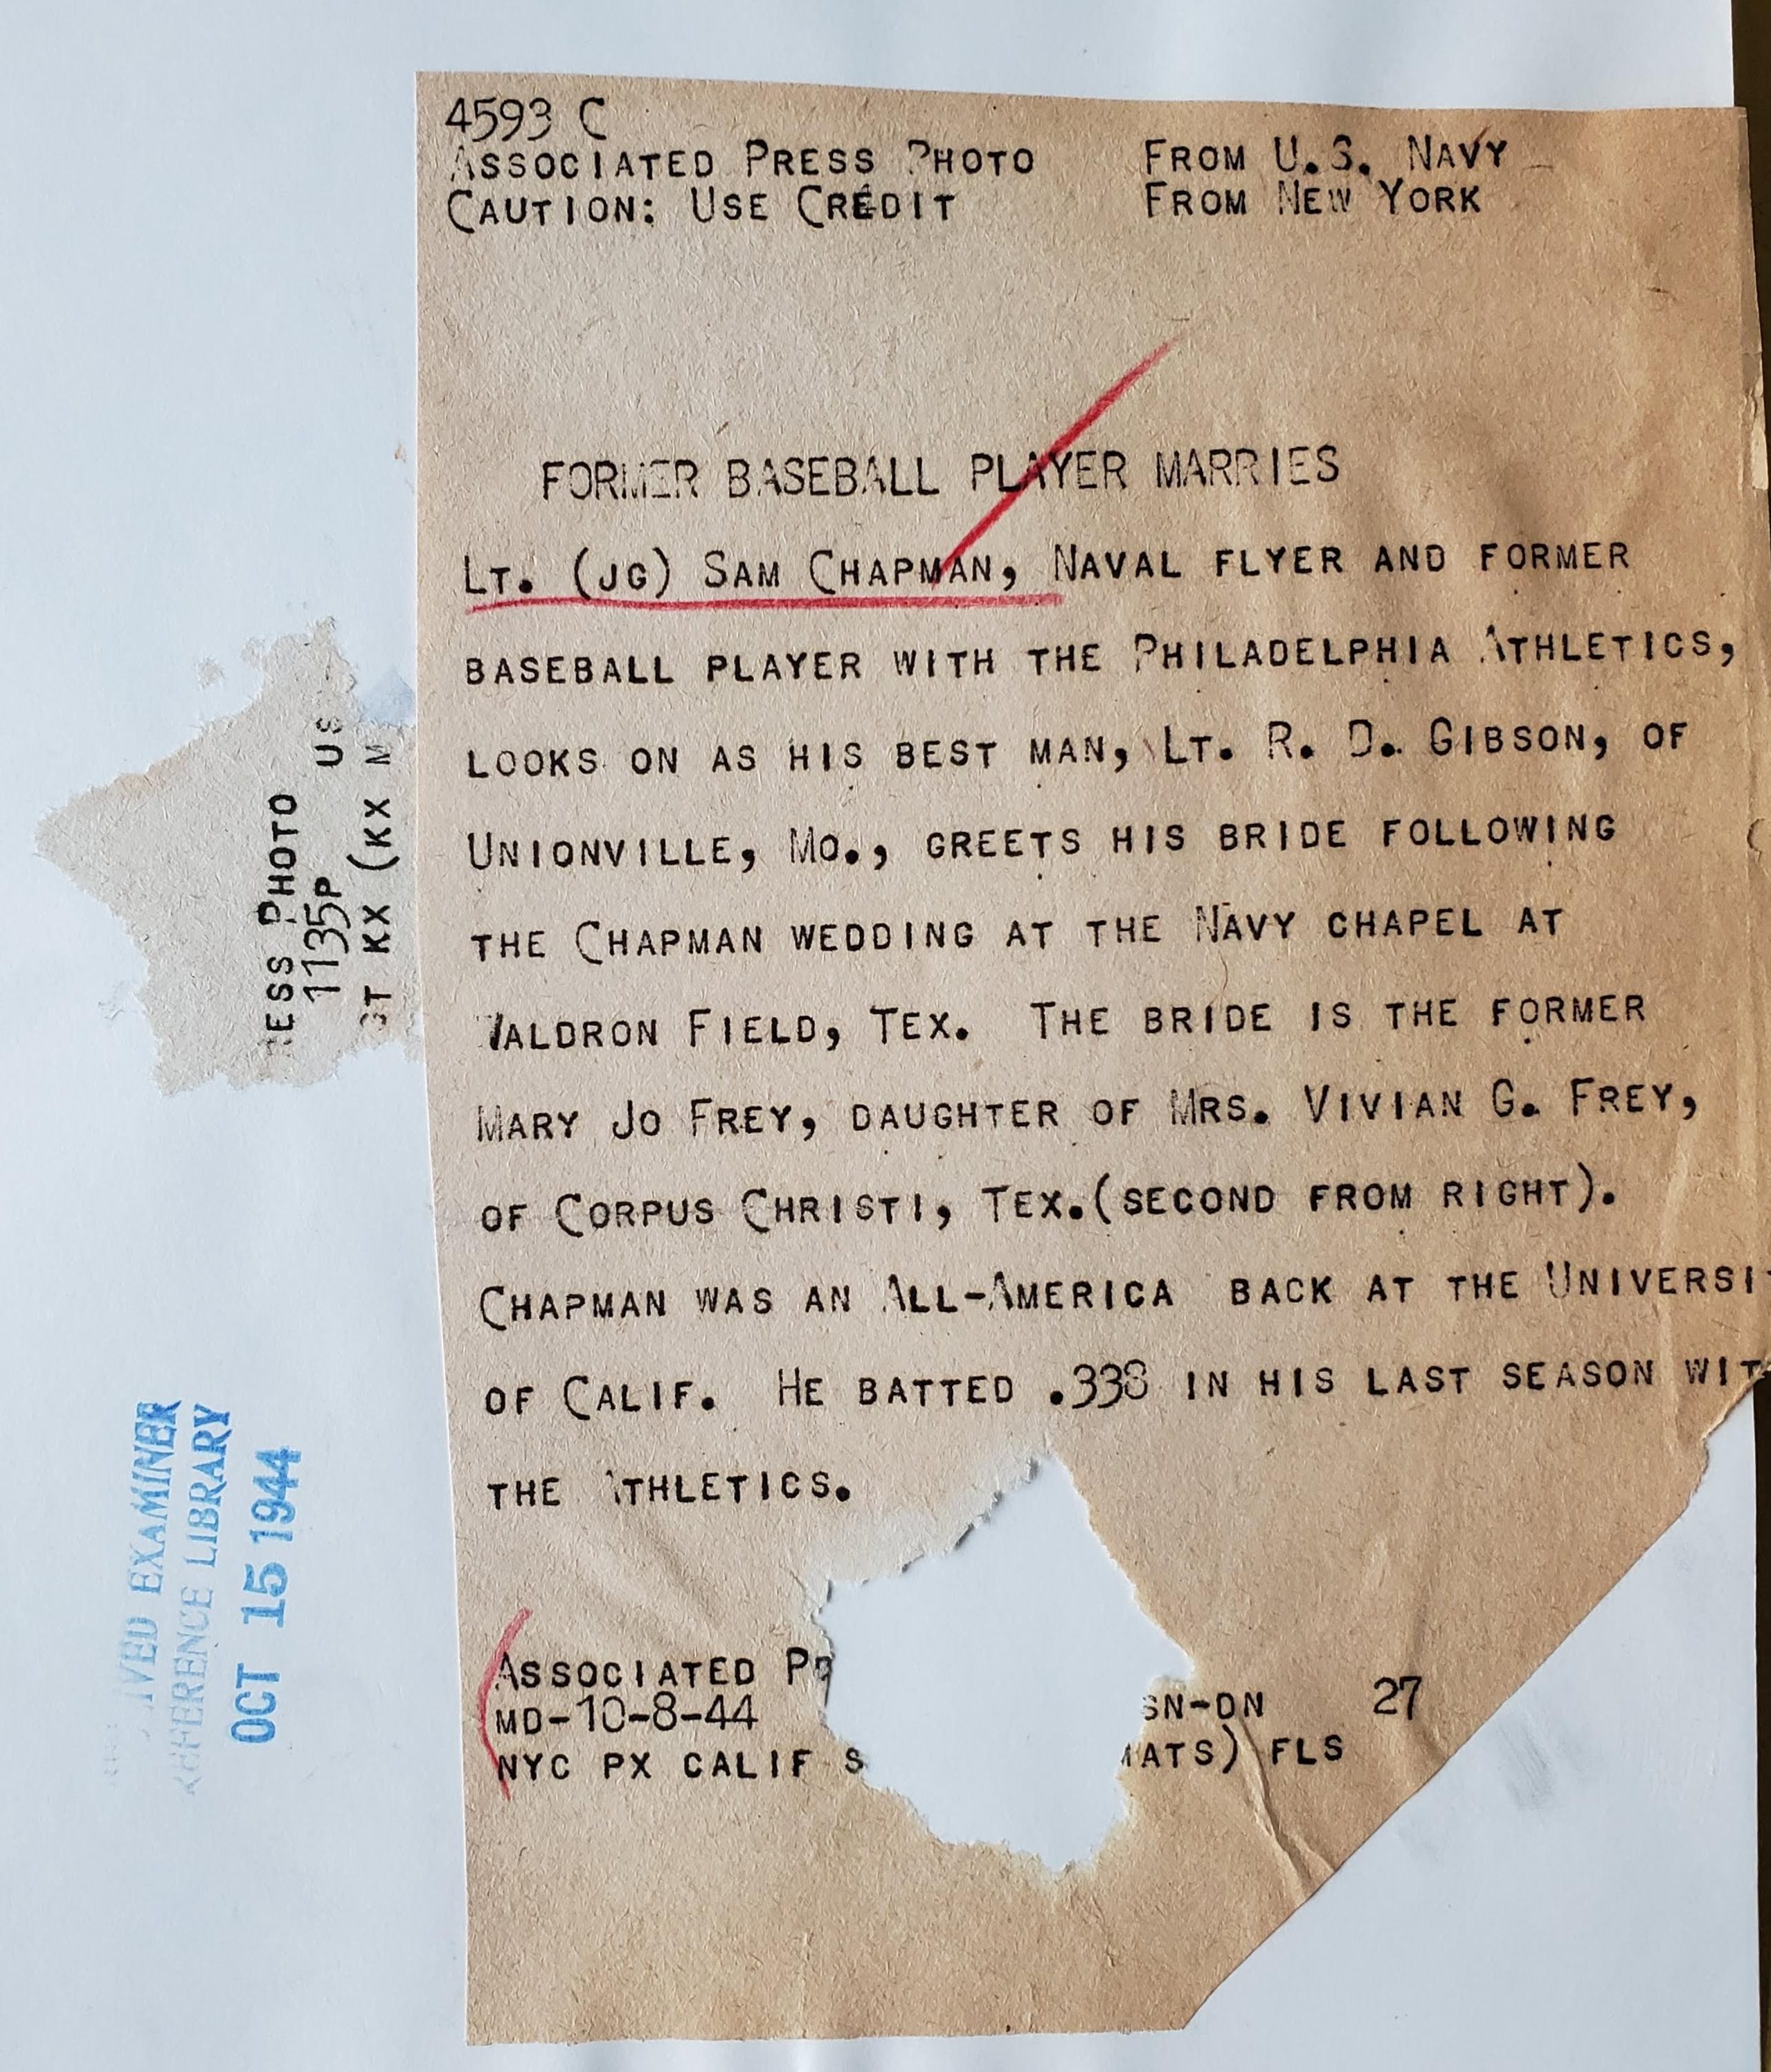 4593 C
ASSOCIATED PRESS PHOTO FROM U.S. NAVY
CAUTION: USE CREDIT FROM NEW YORK
FORMER BASEBALL PLAYER MARRIES
LT. (JG) SAM CHAPMAN, NAVAL FLYER AND FORMER
BASEBALL PLAYER WITH THE PHILADELPHIA ATHLETICS,
LOOKS ON AS HIS BEST MAN, LT. R. D. GIBSON, OF
UNIONVILLE, MO., GREETS HIS BRIDE FOLLOWING
THE CHAPMAN WEDDING AT THE NAVY CHAPEL AT
WALDRON FIELD, TEX. THE BRIDE IS THE FORMER
MARY JO FREY, DAUGHTER OF MRS. VIVIAN G. FREY,
OF CORPUS CHRISTI, TEX.(SECOND FROM RIGHT).
CHAPMAN WAS AN ALL-AMERICA BACK AT THE UNIVERSI
OF CALIF. HE BATTED .338 IN HIS LAST SEASON WIT
THE ATHLETICS.
ASSOCIATED
MD-10-8-44 SN-DN 27
NYC PX CALIF S MATS) FLS
RESS PHOTO US
1135P
ST KX (KX M
IVED EXAMINER
REFERENCE LIBRARY
OCT 15 1944